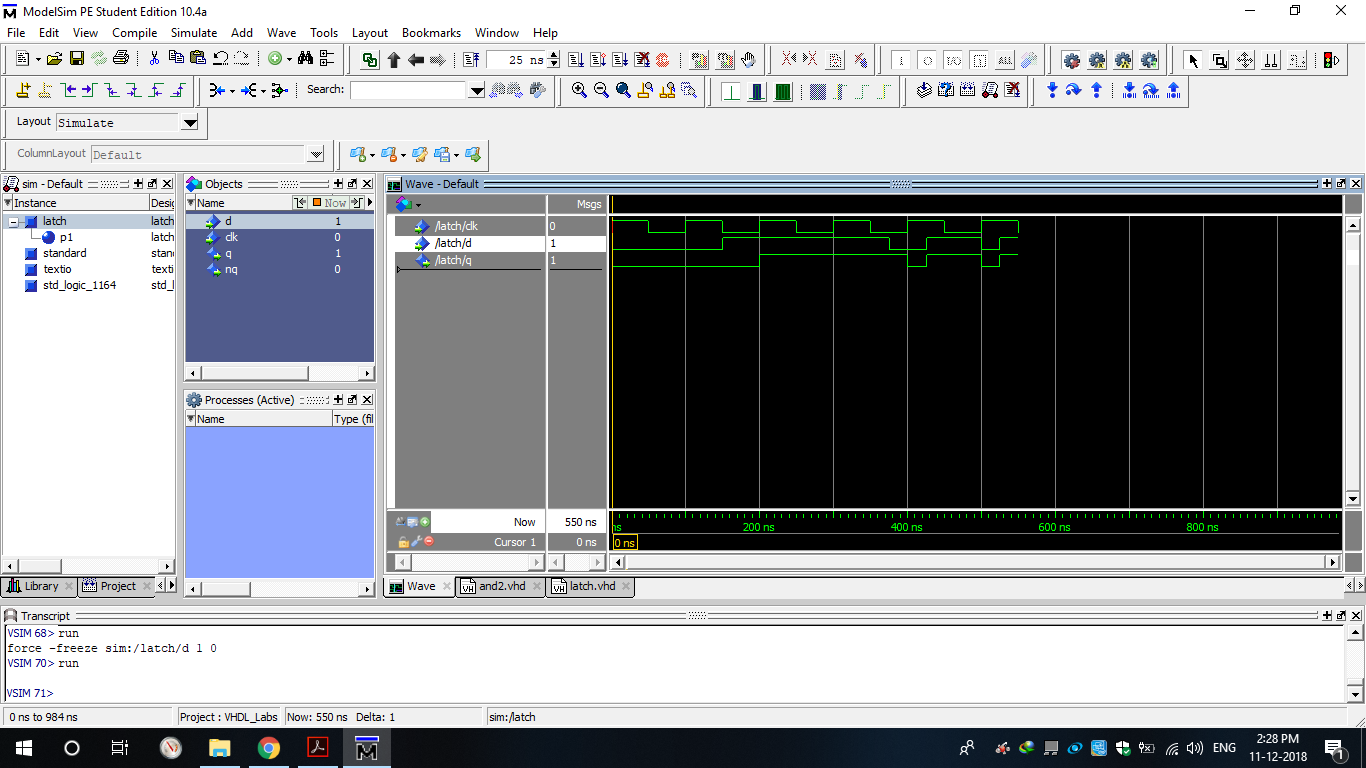 ModelSim PE Student Edition 10.4a
File Edit View Compile Simulate Add Wave Tools Layout Bookmarks Window Help
25 ns
Search:
Layout Simulate
ColumnLayout Default
sim - Default
Instance Desig
latch latch
p1 latch
standard stan
textio textio
std_logic_1164 std_l
Objects
Name Now
d 1
clk 0
q 1
nq 0
Processes (Active)
Name Type (fil
Wave - Default
Msgs
/latch/clk 0
/latch/d 1
/latch/q 1
Now 550 ns
Cursor 1 0 ns
ns 200 ns 400 ns 600 ns 800 ns
0 ns
Library Project
Wave and2.vhd latch.vhd
Transcript
VSIM 68> run
force -freeze sim:/latch/d 1 0
VSIM 70> run
VSIM 71>
0 ns to 984 ns Project : VHDL_Labs Now: 550 ns Delta: 1 sim:/latch
ENG 2:28 PM
11-12-2018
1